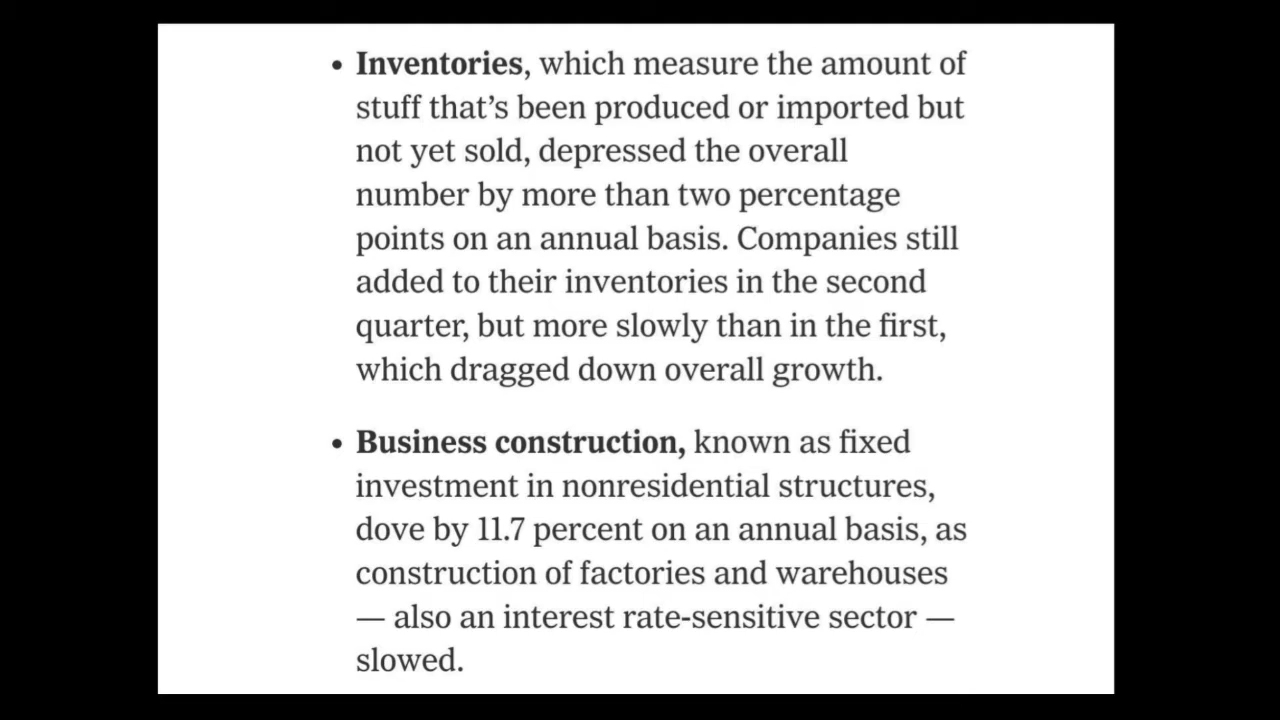 • Inventories, which measure the amount of
stuff that’s been produced or imported but
not yet sold, depressed the overall
number by more than two percentage
points on an annual basis. Companies still
added to their inventories in the second
quarter, but more slowly than in the first,
which dragged down overall growth.
• Business construction, known as fixed
investment in nonresidential structures,
dove by 11.7 percent on an annual basis, as
construction of factories and warehouses
— also an interest rate-sensitive sector —
slowed.